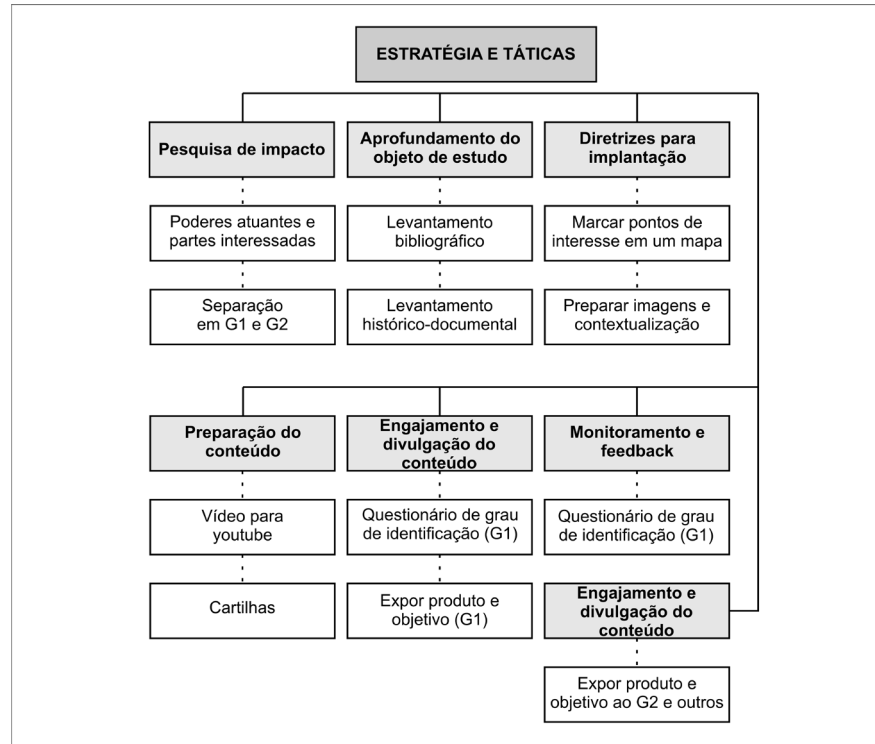 ESTRATÉGIA E TÁTICAS
Pesquisa de impacto
Poderes atuantes e
partes interessadas
Separação
em G1 e G2
Aprofundamento do
objeto de estudo
Levantamento
bibliográfico
Levantamento
histórico-documental
Diretrizes para
implantação
Marcar pontos de
interesse em um mapa
Preparar imagens e
contextualização
Preparação do
conteúdo
Vídeo para
youtube
Cartilhas
Engajamento e
divulgação do
conteúdo
Questionário de grau
de identificação (G1)
Expor produto e
objetivo (G1)
Monitoramento e
feedback
Questionário de grau
de identificação (G1)
Engajamento e
divulgação do
conteúdo
Expor produto e
objetivo ao G2 e outros